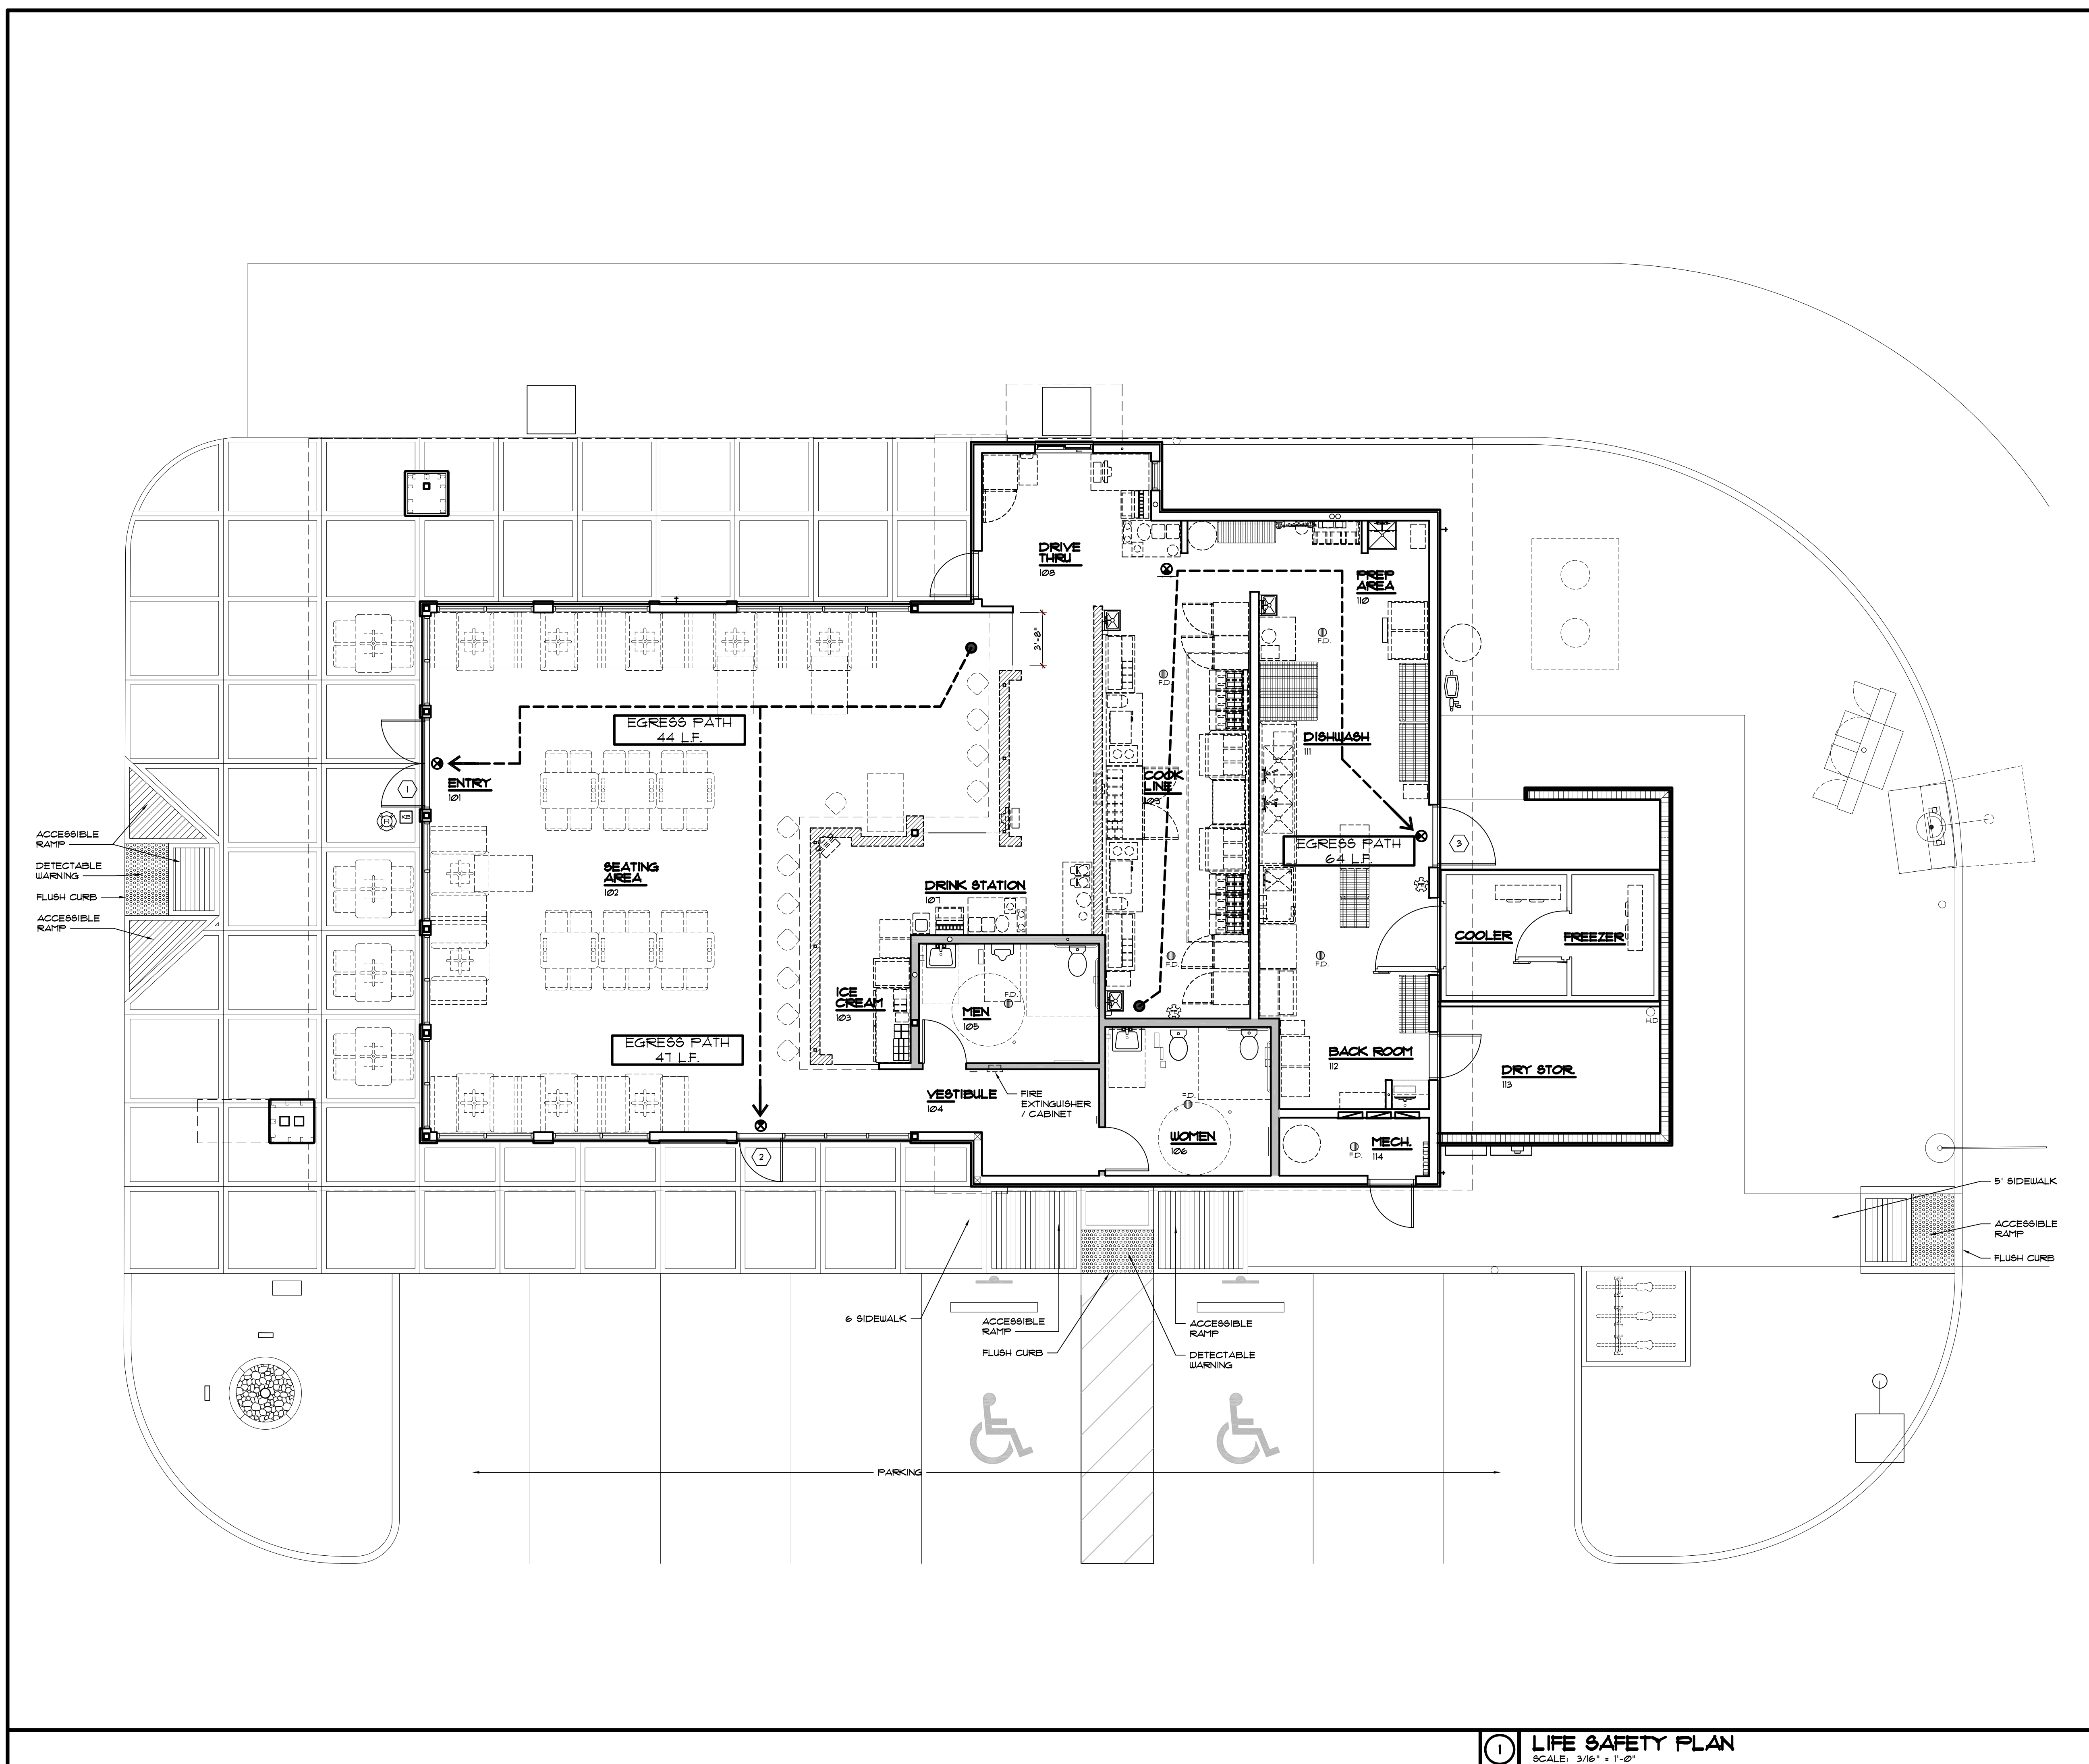 DRIVE
THRU
108
PREP
AREA
110
3'-8"
F.D.
F.D.
EGRESS PATH
44 L.F.
DISHWASH
111
ENTRY
101
COOK
LINE
109
1
R
KB
ACCESSIBLE
RAMP
DETECTABLE
WARNING
FLUSH CURB
ACCESSIBLE
RAMP
3
EGRESS PATH
64 L.F.
SEATING
AREA
102
DRINK STATION
107
COOLER
FREEZER
F.D.
F.D.
ICE
CREAM
103
F.D.
MEN
105
H.D.
EGRESS PATH
47 L.F.
BACK ROOM
112
DRY STOR.
113
VESTIBULE
104
FIRE
EXTINGUISHER
/ CABINET
F.D.
WOMEN
106
F.D.
MECH.
114
2
5' SIDEWALK
ACCESSIBLE
RAMP
FLUSH CURB
6 SIDEWALK
ACCESSIBLE
RAMP
FLUSH CURB
ACCESSIBLE
RAMP
DETECTABLE
WARNING
PARKING
1
LIFE SAFETY PLAN
SCALE: 3/16" = 1'-0"